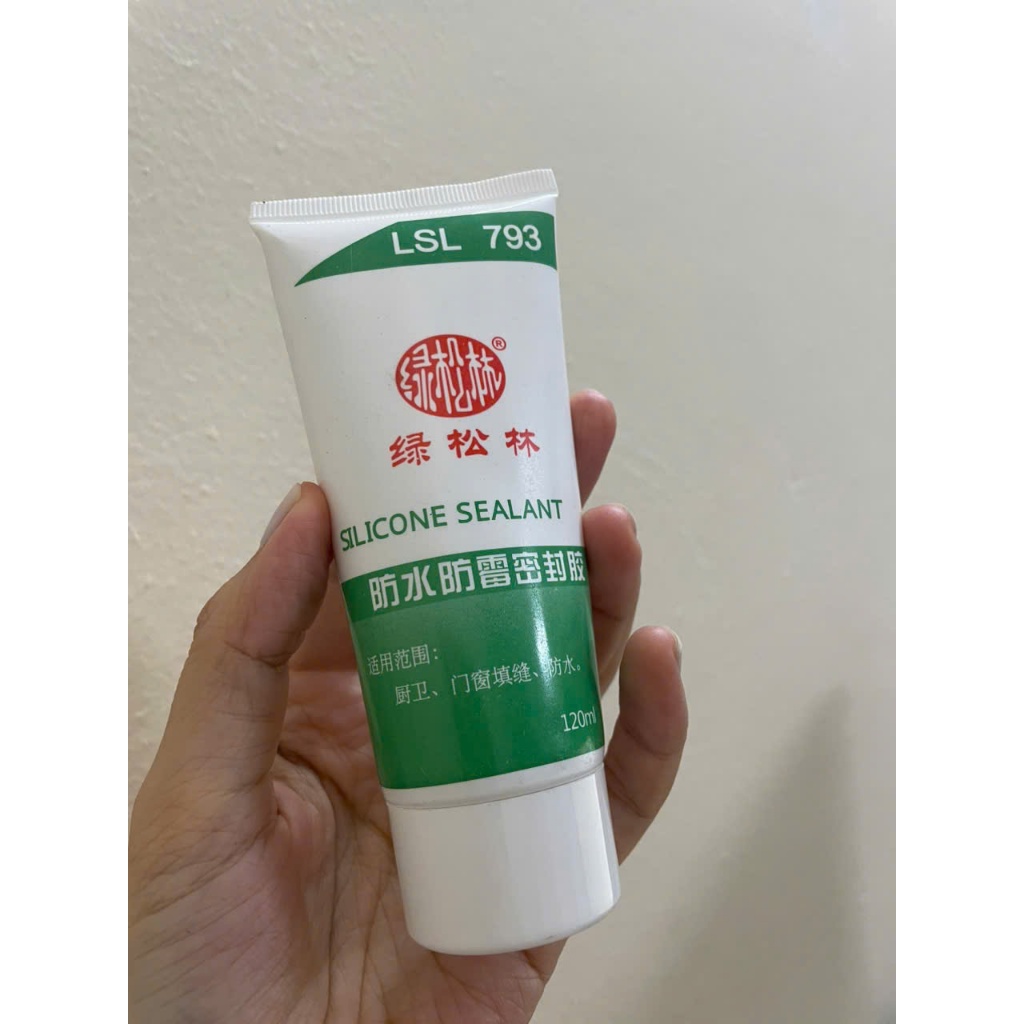 LSL 793
绿松林®
绿松林
SILICONE SEALANT
防水防霉密封胶
适用范围：
厨卫、门窗填缝、防水。
120ml